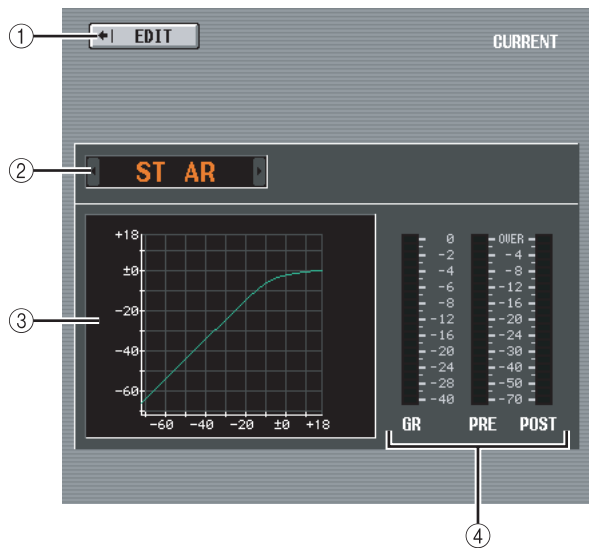 ① EDIT
CURRENT
② ST AR
③
+18
±0
-20
-40
-60
-60 -40 -20 ±0 +18
0 OVER
-2 -4
-4 -8
-6 -12
-8 -16
-12 -20
-16 -24
-20 -30
-24 -40
-28 -50
-40 -70
GR PRE POST
④